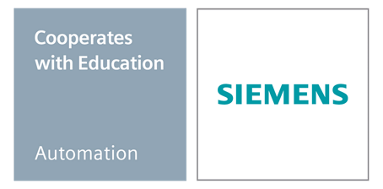 Cooperates
with Education
Automation
SIEMENS